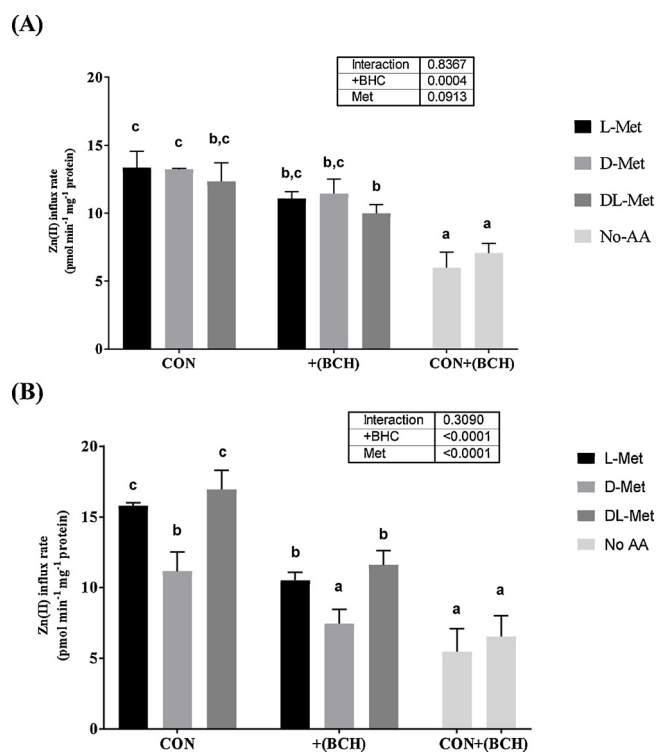 (A)
Interaction 0.8367
+BHC 0.0004
Met 0.0913
20
15
10
5
0
Zn(II) influx rate
(pmol min-1 mg-1 protein)
c c b,c
b,c b,c b
a a
CON +(BCH) CON+(BCH)
L-Met
D-Met
DL-Met
No-AA
(B)
Interaction 0.3090
+BHC <0.0001
Met <0.0001
20
15
10
5
0
Zn(II) influx rate
(pmol min-1 mg-1 protein)
c b c
b a b
a a
CON +(BCH) CON+(BCH)
L-Met
D-Met
DL-Met
No AA